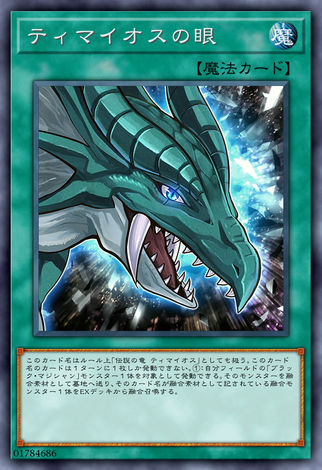 ティマイオスの眼
魔
【魔法カード】
このカード名はルール上「伝説の竜 ティマイオス」としても扱う。このカード
名のカードは1ターンに1枚しか発動できない。①:自分フィールドの「ブラッ
ク・マジシャン」モンスター1体を対象として発動できる。そのモンスターを融
合素材として墓地へ送り、そのカード名が融合素材として記されている融合モ
ンスター1体をEXデッキから融合召喚する。
01784686